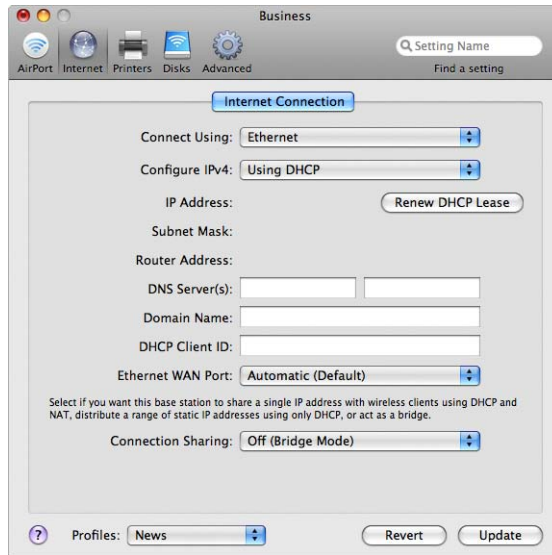 Business
AirPort Internet Printers Disks Advanced
Setting Name
Find a setting
Internet Connection
Connect Using: Ethernet
Configure IPv4: Using DHCP
IP Address:
Renew DHCP Lease
Subnet Mask:
Router Address:
DNS Server(s):
Domain Name:
DHCP Client ID:
Ethernet WAN Port: Automatic (Default)
Select if you want this base station to share a single IP address with wireless clients using DHCP and
NAT, distribute a range of static IP addresses using only DHCP, or act as a bridge.
Connection Sharing: Off (Bridge Mode)
? Profiles: News
Revert
Update